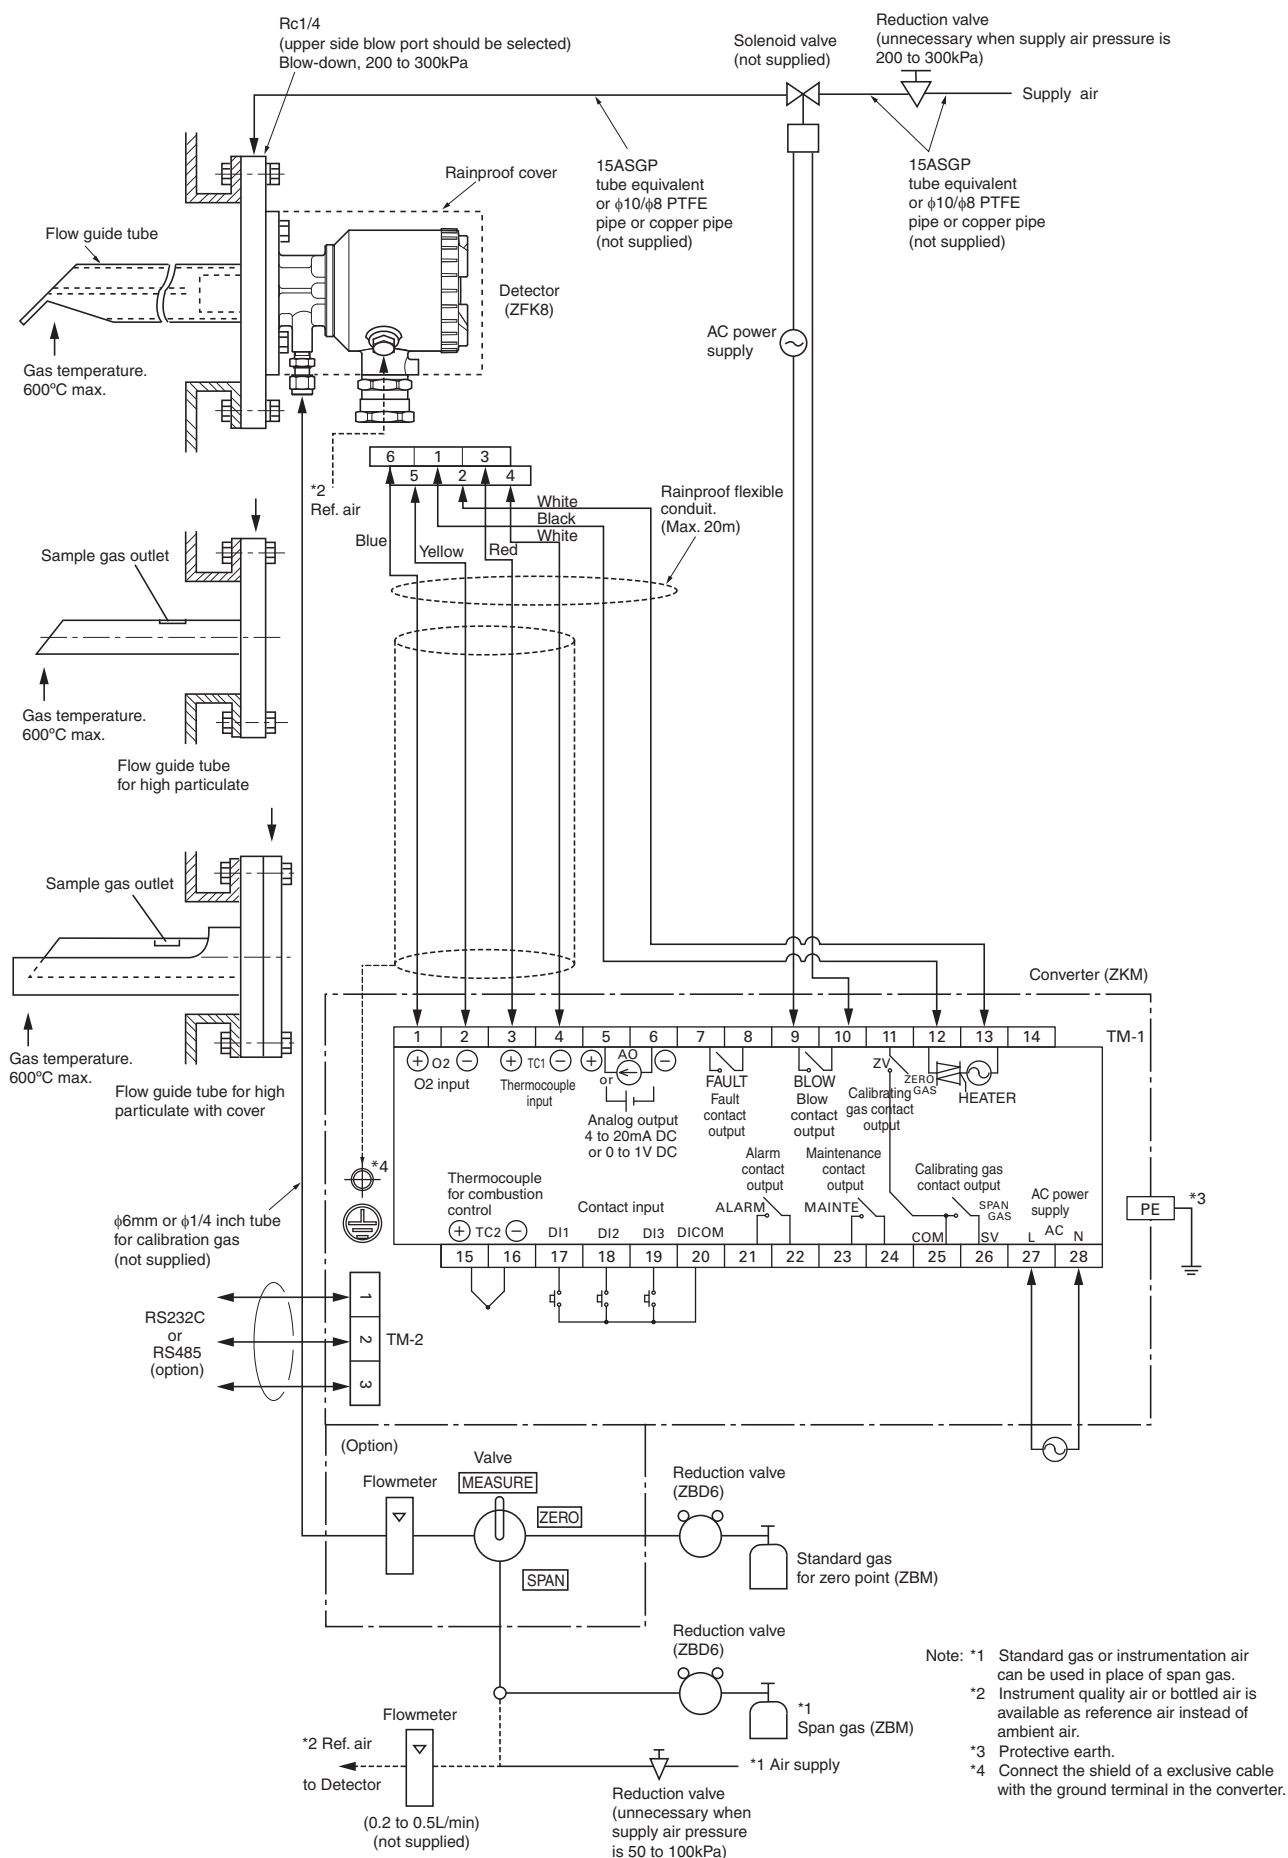 Rc1/4
(upper side blow port should be selected)
Blow-down, 200 to 300kPa
Solenoid valve
(not supplied)
Reduction valve
(unnecessary when supply air pressure is
200 to 300kPa)
Supply air
15ASGP
tube equivalent
or ϕ10/ϕ8 PTFE
pipe or copper pipe
(not supplied)
15ASGP
tube equivalent
or ϕ10/ϕ8 PTFE
pipe or copper pipe
(not supplied)
Rainproof cover
Flow guide tube
Detector
(ZFK8)
AC power
supply
Gas temperature.
600ºC max.
*2
Ref. air
6 1 3
5 2 4
White
Black
White
Blue
Yellow
Red
Rainproof flexible
conduit.
(Max. 20m)
Sample gas outlet
Gas temperature.
600ºC max.
Flow guide tube
for high particulate
Sample gas outlet
Gas temperature.
600ºC max.
Flow guide tube for high
particulate with cover
Converter (ZKM)
1 2 3 4 5 6 7 8 9 10 11 12 13 14
TM-1
+ O2 −
O2 input
+ TC1 −
Thermocouple
input
+ AO −
or
Analog output
4 to 20mA DC
or 0 to 1V DC
FAULT
Fault
contact
output
BLOW
Blow
contact
output
ZV
ZERO
GAS
Calibrating
gas contact
output
HEATER
*4
Thermocouple
for combustion
control
+ TC2 −
Contact input
DI1 DI2 DI3 DICOM
Alarm
contact
output
ALARM
Maintenance
contact
output
MAINTE
Calibrating gas
contact output
SPAN
GAS
COM
SV
AC power
supply
L AC N
15 16 17 18 19 20 21 22 23 24 25 26 27 28
PE
*3
ϕ6mm or ϕ1/4 inch tube
for calibration gas
(not supplied)
RS232C
or
RS485
(option)
1
2
3
TM-2
(Option)
Flowmeter
Valve
MEASURE
ZERO
SPAN
Reduction valve
(ZBD6)
Standard gas
for zero point (ZBM)
Reduction valve
(ZBD6)
*1
Span gas (ZBM)
Flowmeter
*2 Ref. air
to Detector
(0.2 to 0.5L/min)
(not supplied)
*1 Air supply
Reduction valve
(unnecessary when
supply air pressure
is 50 to 100kPa)
Note: *1 Standard gas or instrumentation air
can be used in place of span gas.
*2 Instrument quality air or bottled air is
available as reference air instead of
ambient air.
*3 Protective earth.
*4 Connect the shield of a exclusive cable
with the ground terminal in the converter.